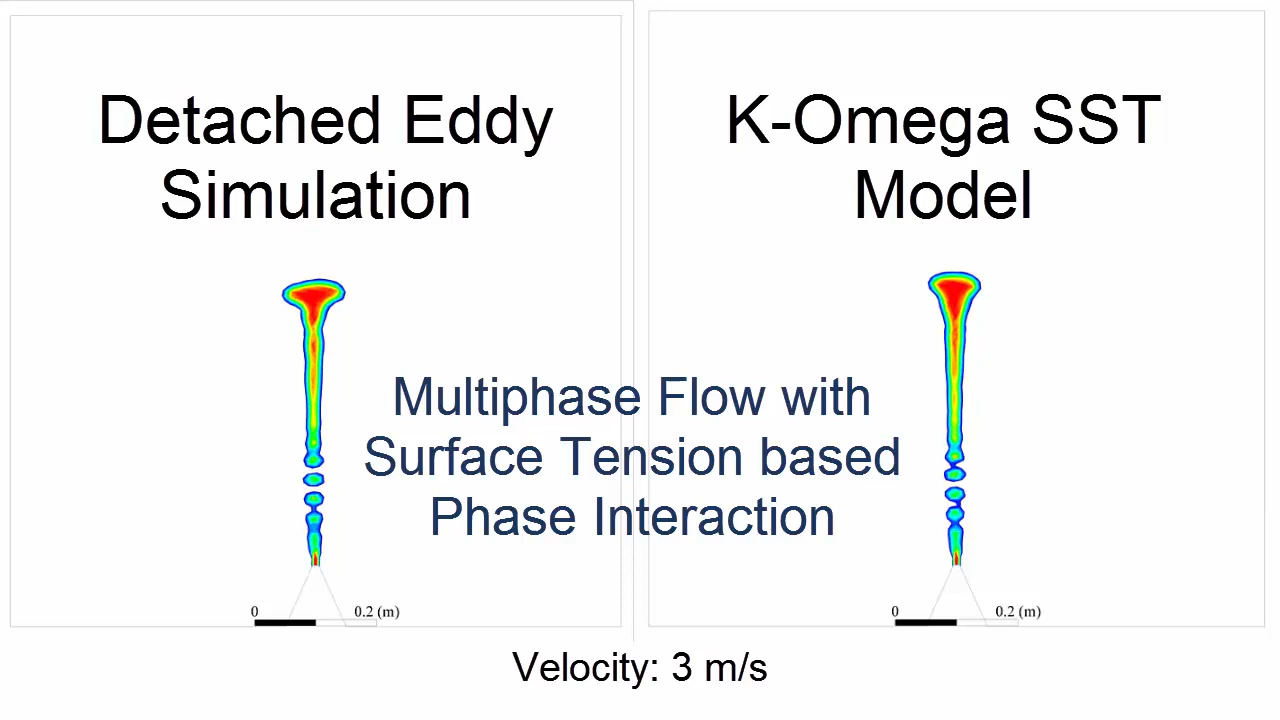 Detached Eddy
Simulation
K-Omega SST
Model
Multiphase Flow with
Surface Tension based
Phase Interaction
0 0.2 (m)
0 0.2 (m)
Velocity: 3 m/s